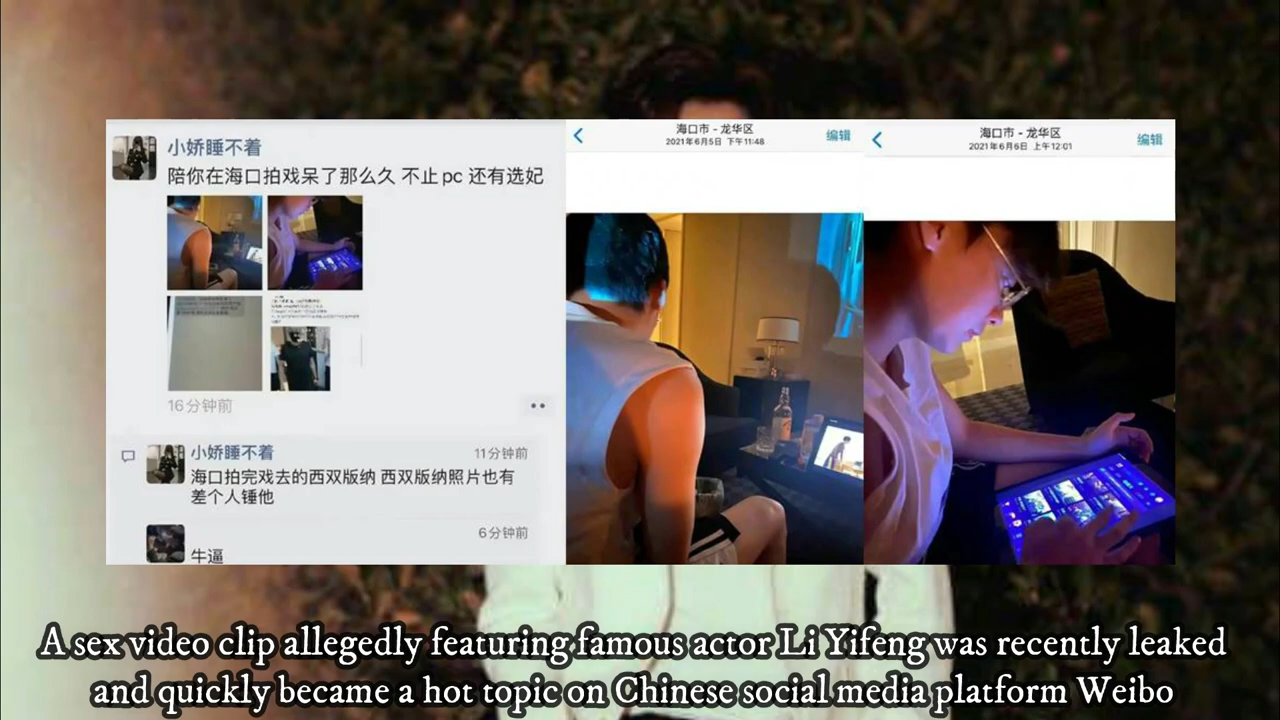 小娇睡不着
陪你在海口拍戏呆了那么久 不止pc 还有选妃
16分钟前
小娇睡不着
11分钟前
海口拍完戏去的西双版纳 西双版纳照片也有
差个人锤他
6分钟前
牛逼
海口市 - 龙华区
2021年6月5日 下午11:48
编辑
海口市 - 龙华区
2021年6月6日 上午12:01
编辑
A sex video clip allegedly featuring famous actor Li Yifeng was recently leaked
and quickly became a hot topic on Chinese social media platform Weibo